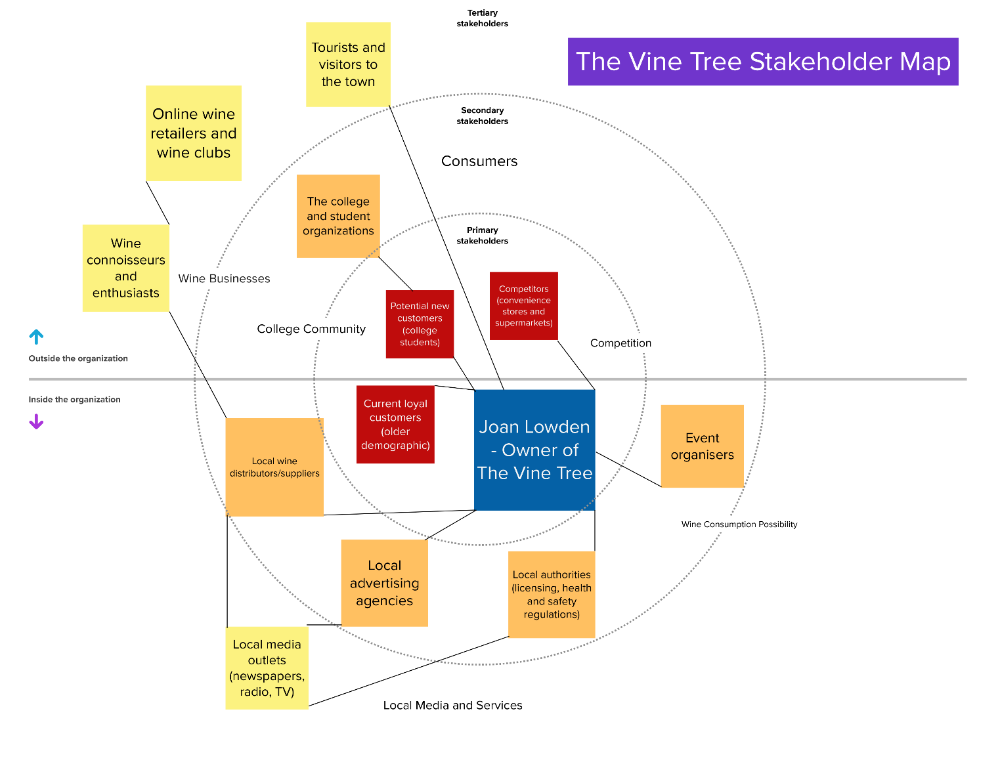 Tertiary
stakeholders
The Vine Tree Stakeholder Map
Tourists and
visitors to
the town
Online wine
retailers and
wine clubs
Secondary
stakeholders
Consumers
The college
and student
organizations
Primary
stakeholders
Wine
connoisseurs
and
enthusiasts
Wine Businesses
College Community
Potential new
customers
(college
students)
Competitors
(convenience
stores and
supermarkets)
Competition
Outside the organization
Inside the organization
Current loyal
customers
(older
demographic)
Joan Lowden
- Owner of
The Vine Tree
Event
organisers
Local wine
distributors/suppliers
Wine Consumption Possibility
Local
advertising
agencies
Local authorities
(licensing, health
and safety
regulations)
Local media
outlets
(newspapers,
radio, TV)
Local Media and Services